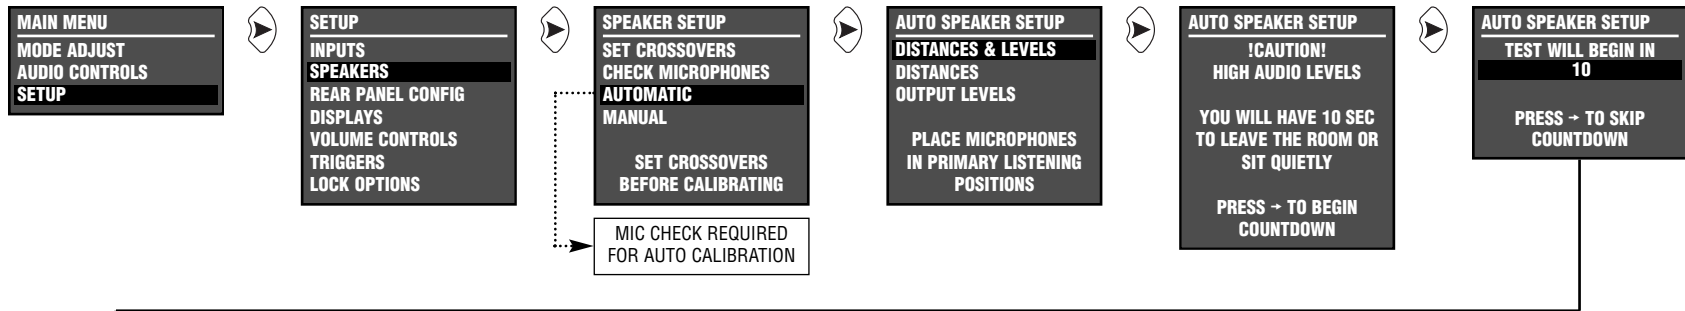 MAIN MENU
MODE ADJUST
AUDIO CONTROLS
SETUP
SETUP
INPUTS
SPEAKERS
REAR PANEL CONFIG
DISPLAYS
VOLUME CONTROLS
TRIGGERS
LOCK OPTIONS
SPEAKER SETUP
SET CROSSOVERS
CHECK MICROPHONES
AUTOMATIC
MANUAL
SET CROSSOVERS
BEFORE CALIBRATING
MIC CHECK REQUIRED
FOR AUTO CALIBRATION
AUTO SPEAKER SETUP
DISTANCES & LEVELS
DISTANCES
OUTPUT LEVELS
PLACE MICROPHONES
IN PRIMARY LISTENING
POSITIONS
AUTO SPEAKER SETUP
!CAUTION!
HIGH AUDIO LEVELS
YOU WILL HAVE 10 SEC
TO LEAVE THE ROOM OR
SIT QUIETLY
PRESS → TO BEGIN
COUNTDOWN
AUTO SPEAKER SETUP
TEST WILL BEGIN IN
10
PRESS → TO SKIP
COUNTDOWN